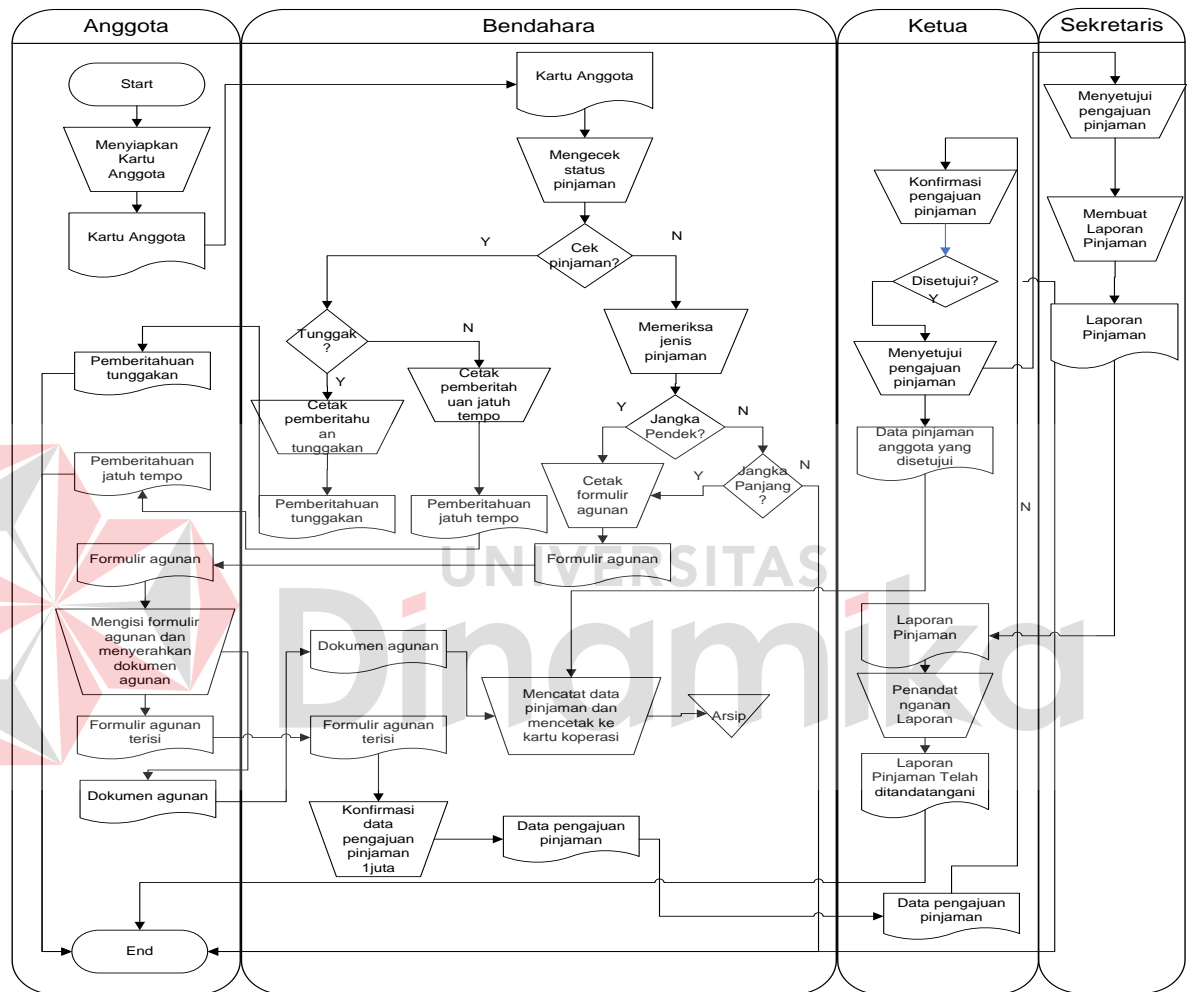 Anggota
Bendahara
Ketua
Sekretaris
Start
Menyiapkan
Kartu
Anggota
Kartu Anggota
Kartu Anggota
Mengecek
status
pinjaman
Cek
pinjaman?
Y
N
Tunggak
?
N
Y
Cetak
pemberitahu
an
tunggakan
Cetak
pemberitah
uan jatuh
tempo
Pemberitahuan
tunggakan
Pemberitahuan
jatuh tempo
Pemberitahuan
tunggakan
Pemberitahuan
jatuh tempo
Memeriksa
jenis
pinjaman
Jangka
Pendek?
Y
N
Jangka
Panjang
?
Y
N
Cetak
formulir
agunan
Formulir agunan
Formulir agunan
Mengisi formulir
agunan dan
menyerahkan
dokumen
agunan
Formulir agunan
terisi
Dokumen agunan
Dokumen agunan
Formulir agunan
terisi
Konfirmasi
data
pengajuan
pinjaman
1juta
Data pengajuan
pinjaman
Mencatat data
pinjaman dan
mencetak ke
kartu koperasi
Arsip
Data pengajuan
pinjaman
Konfirmasi
pengajuan
pinjaman
Disetujui?
Y
N
Menyetujui
pengajuan
pinjaman
Data pinjaman
anggota yang
disetujui
Menyetujui
pengajuan
pinjaman
Membuat
Laporan
Pinjaman
Laporan
Pinjaman
Laporan
Pinjaman
Penandat
nganan
Laporan
Laporan
Pinjaman Telah
ditandatangani
End
UNIVERSITAS
Dinamika